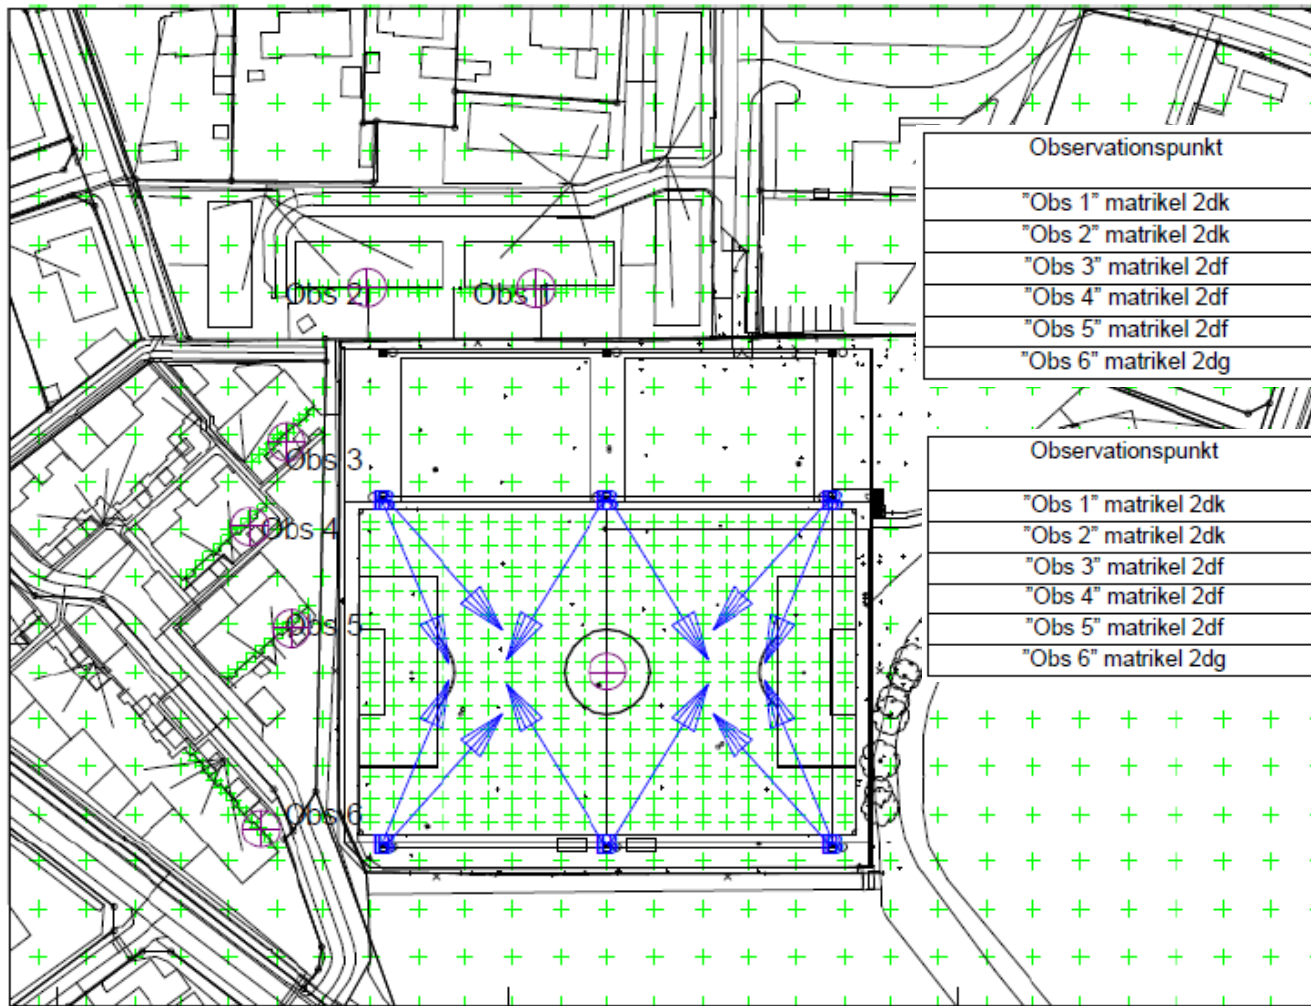 Observationspunkt
"Obs 1" matrikel 2dk
"Obs 2" matrikel 2dk
"Obs 3" matrikel 2df
"Obs 4" matrikel 2df
"Obs 5" matrikel 2df
"Obs 6" matrikel 2dg
Obs 2
Obs 1
Observationspunkt
"Obs 1" matrikel 2dk
"Obs 2" matrikel 2dk
"Obs 3" matrikel 2df
"Obs 4" matrikel 2df
"Obs 5" matrikel 2df
"Obs 6" matrikel 2dg
Obs 3
Obs 4
Obs 5
Obs 6